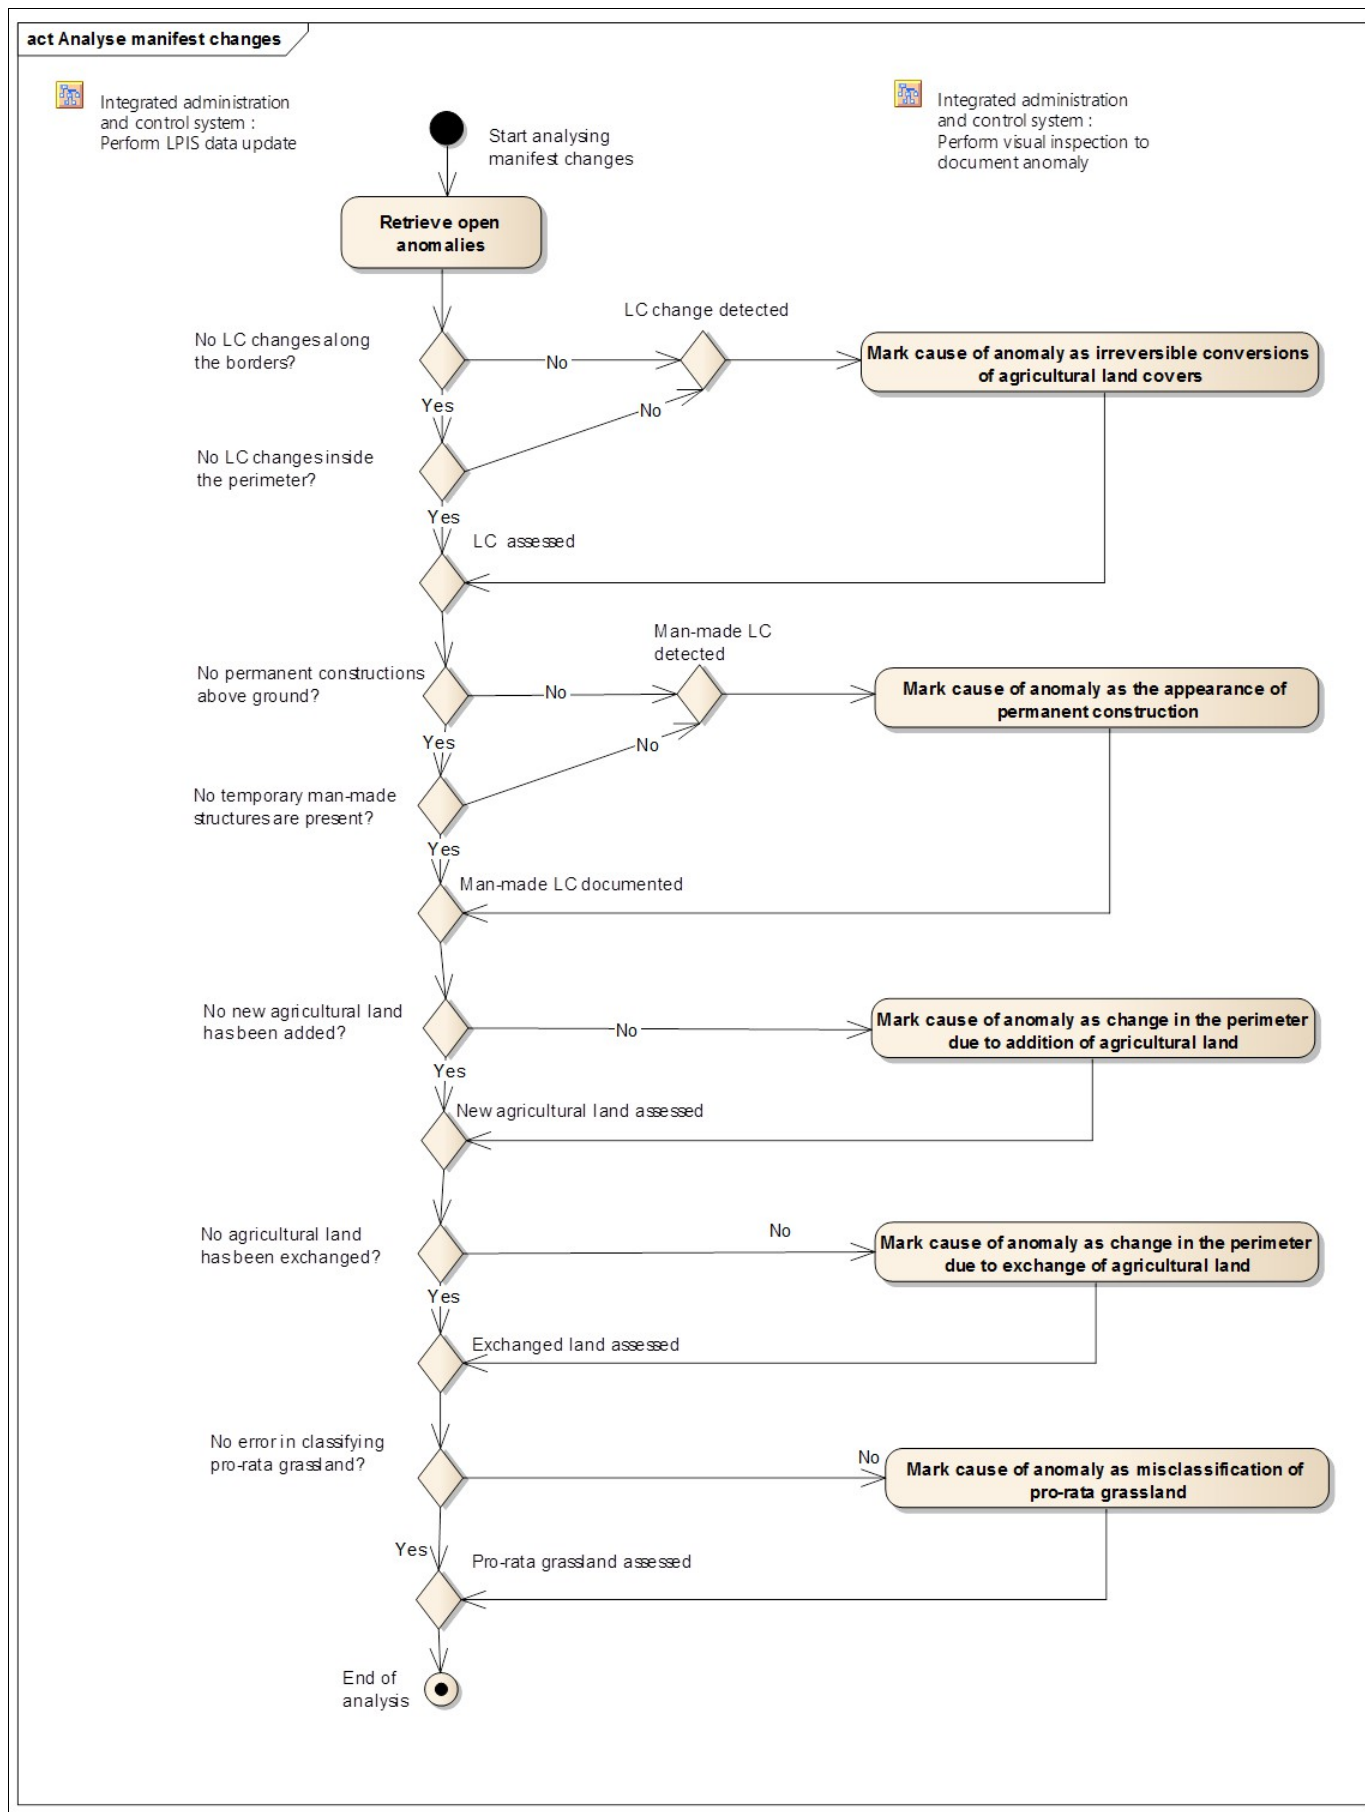 act Analyse manifest changes
Integrated administration
and control system :
Perform LPIS data update
Start analysing
manifest changes
Integrated administration
and control system :
Perform visual inspection to
document anomaly
Retrieve open
anomalies
LC change detected
No LC changes along
the borders?
No
Mark cause of anomaly as irreversible conversions
of agricultural land covers
Yes
No
No LC changes inside
the perimeter?
Yes
LC assessed
Man-made LC
detected
No permanent constructions
above ground?
No
Mark cause of anomaly as the appearance of
permanent construction
Yes
No
No temporary man-made
structures are present?
Yes
Man-made LC documented
No new agricultural land
has been added?
No
Mark cause of anomaly as change in the perimeter
due to addition of agricultural land
Yes
New agricultural land assessed
No agricultural land
has been exchanged?
No
Mark cause of anomaly as change in the perimeter
due to exchange of agricultural land
Yes
Exchanged land assessed
No error in classifying
pro-rata grassland?
No
Mark cause of anomaly as misclassification of
pro-rata grassland
Yes
Pro-rata grassland assessed
End of
analysis